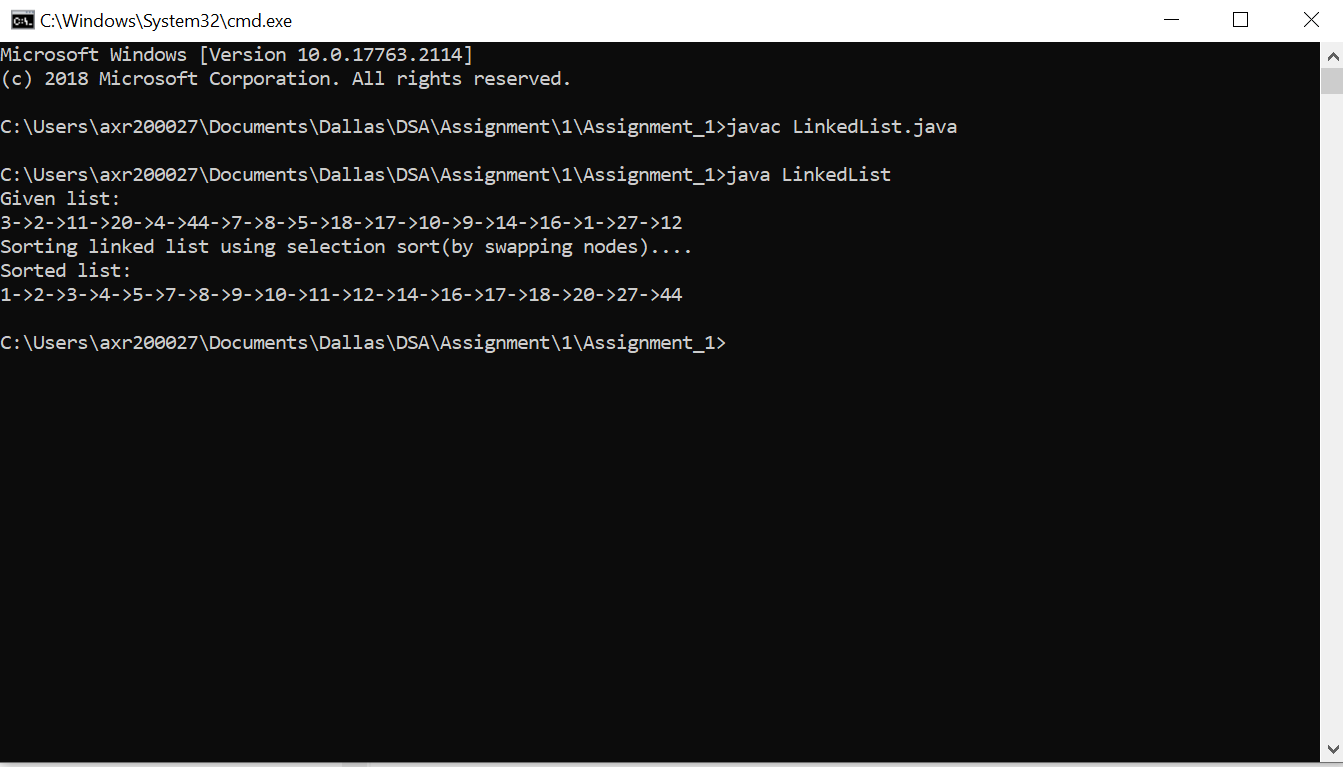 C:\Windows\System32\cmd.exe
Microsoft Windows [Version 10.0.17763.2114]
(c) 2018 Microsoft Corporation. All rights reserved.
C:\Users\axr200027\Documents\Dallas\DSA\Assignment\1\Assignment_1>javac LinkedList.java
C:\Users\axr200027\Documents\Dallas\DSA\Assignment\1\Assignment_1>java LinkedList
Given list:
3->2->11->20->4->44->7->8->5->18->17->10->9->14->16->1->27->12
Sorting linked list using selection sort(by swapping nodes)....
Sorted list:
1->2->3->4->5->7->8->9->10->11->12->14->16->17->18->20->27->44
C:\Users\axr200027\Documents\Dallas\DSA\Assignment\1\Assignment_1>